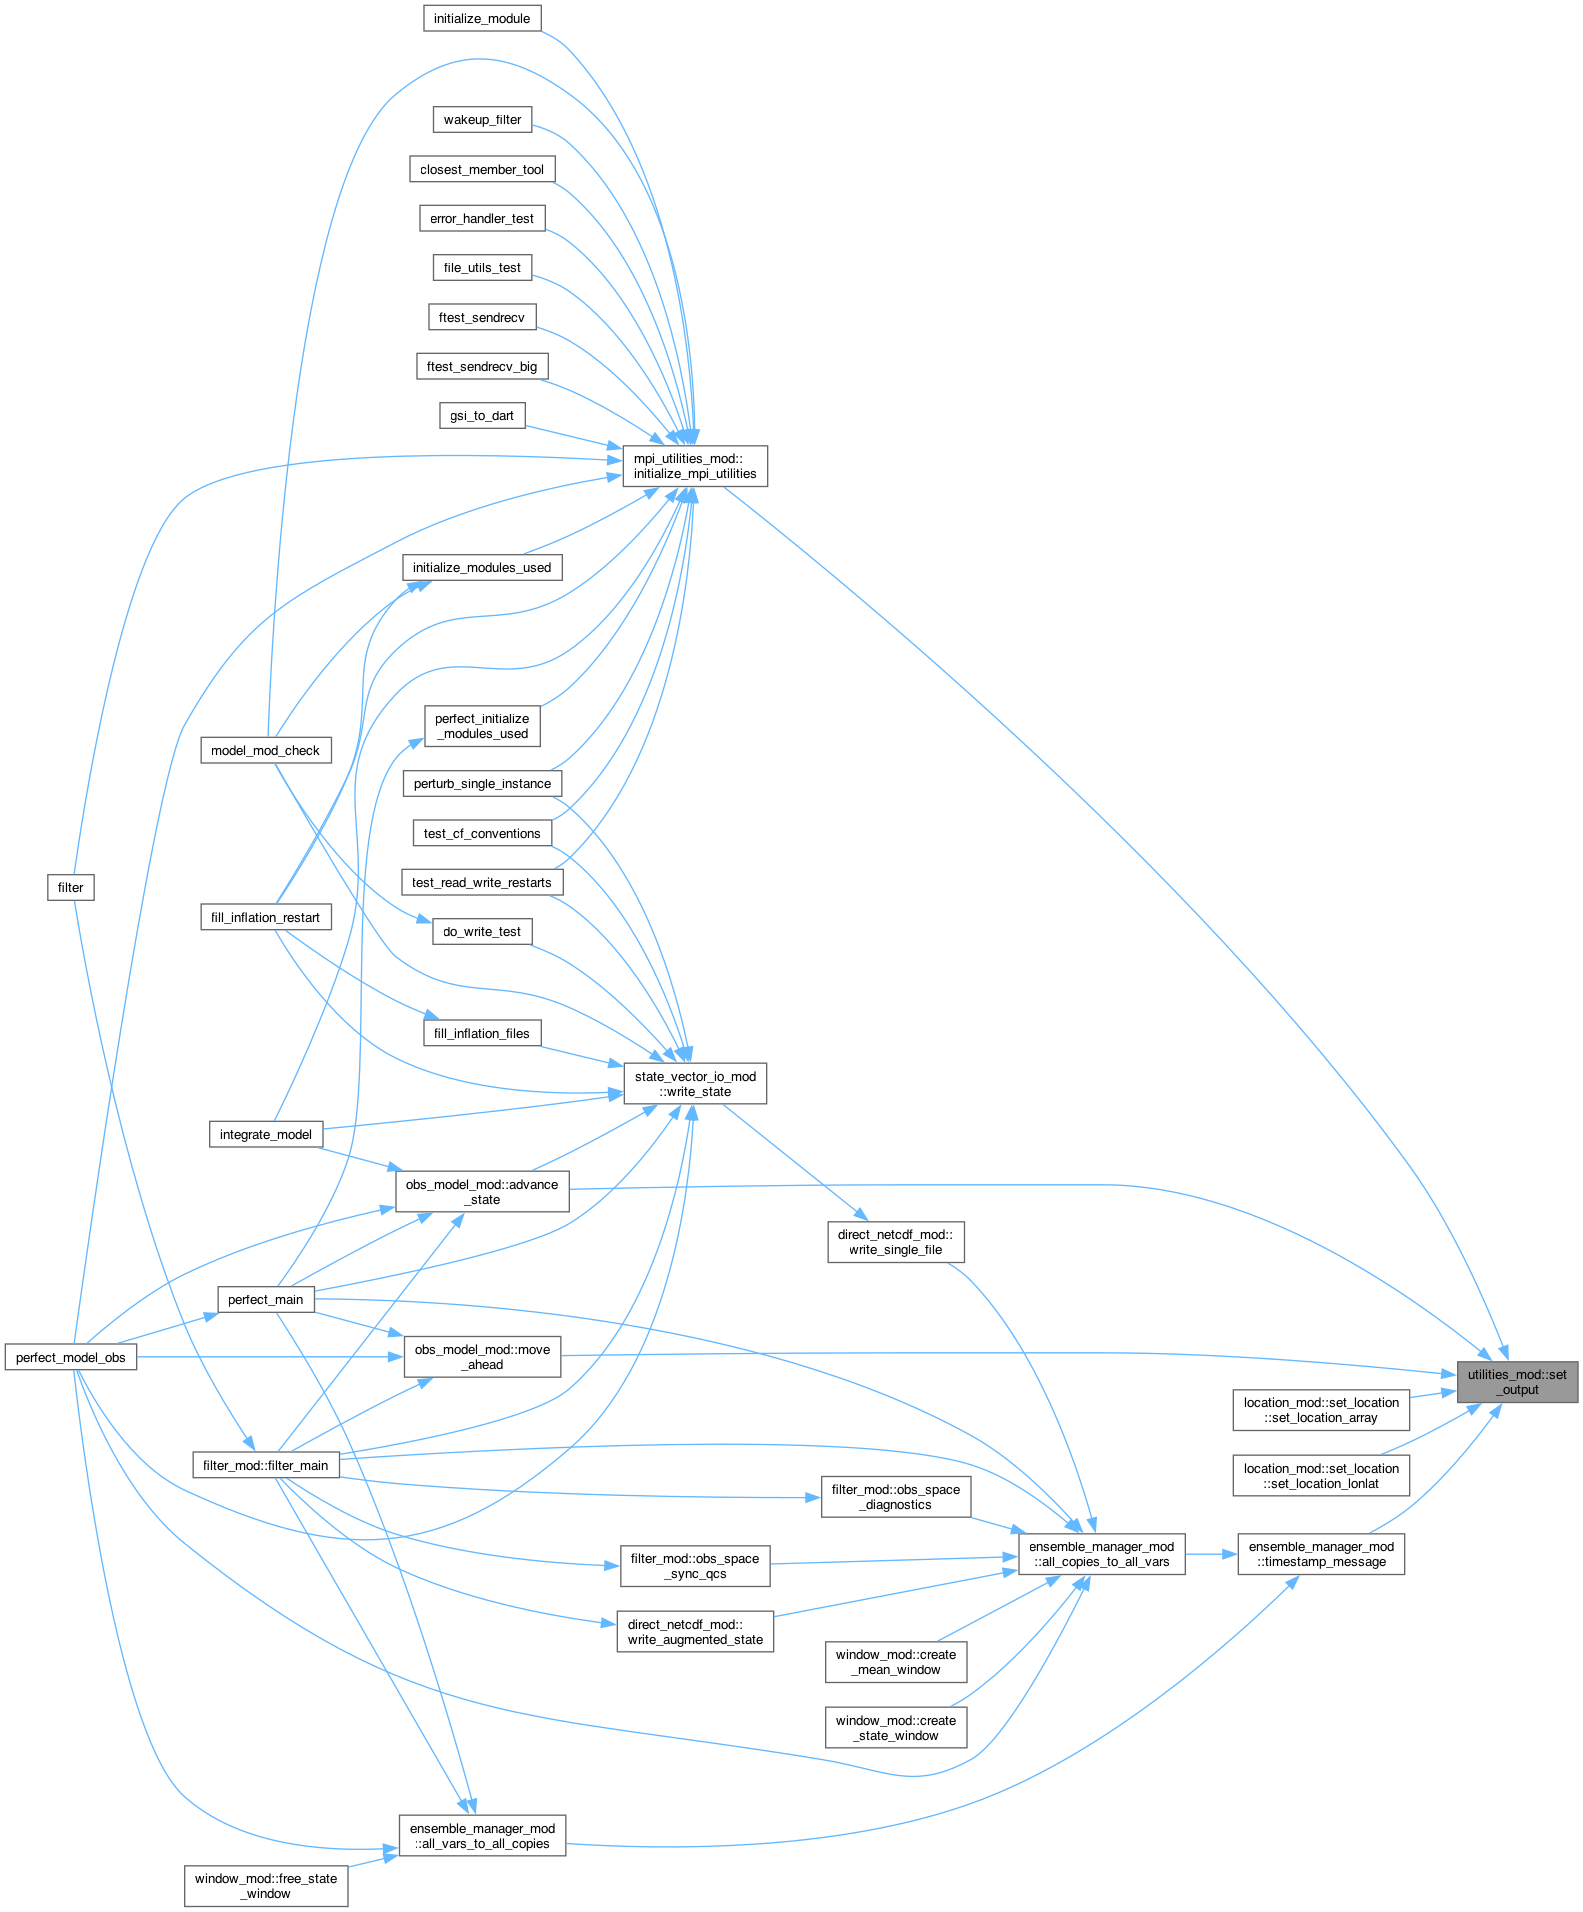 initialize_module
wakeup_filter
closest_member_tool
error_handler_test
file_utils_test
ftest_sendrecv
ftest_sendrecv_big
gsi_to_dart
mpi_utilities_mod::
initialize_mpi_utilities
initialize_modules_used
perfect_initialize
_modules_used
model_mod_check
perturb_single_instance
test_cf_conventions
test_read_write_restarts
filter
fill_inflation_restart
do_write_test
fill_inflation_files
state_vector_io_mod
::write_state
integrate_model
obs_model_mod::advance
_state
direct_netcdf_mod::
write_single_file
perfect_main
perfect_model_obs
obs_model_mod::move
_ahead
utilities_mod::set
_output
location_mod::set_location
::set_location_array
filter_mod::filter_main
location_mod::set_location
::set_location_lonlat
filter_mod::obs_space
_diagnostics
ensemble_manager_mod
::all_copies_to_all_vars
ensemble_manager_mod
::timestamp_message
filter_mod::obs_space
_sync_qcs
direct_netcdf_mod::
write_augmented_state
window_mod::create
_mean_window
window_mod::create
_state_window
ensemble_manager_mod
::all_vars_to_all_copies
window_mod::free_state
_window